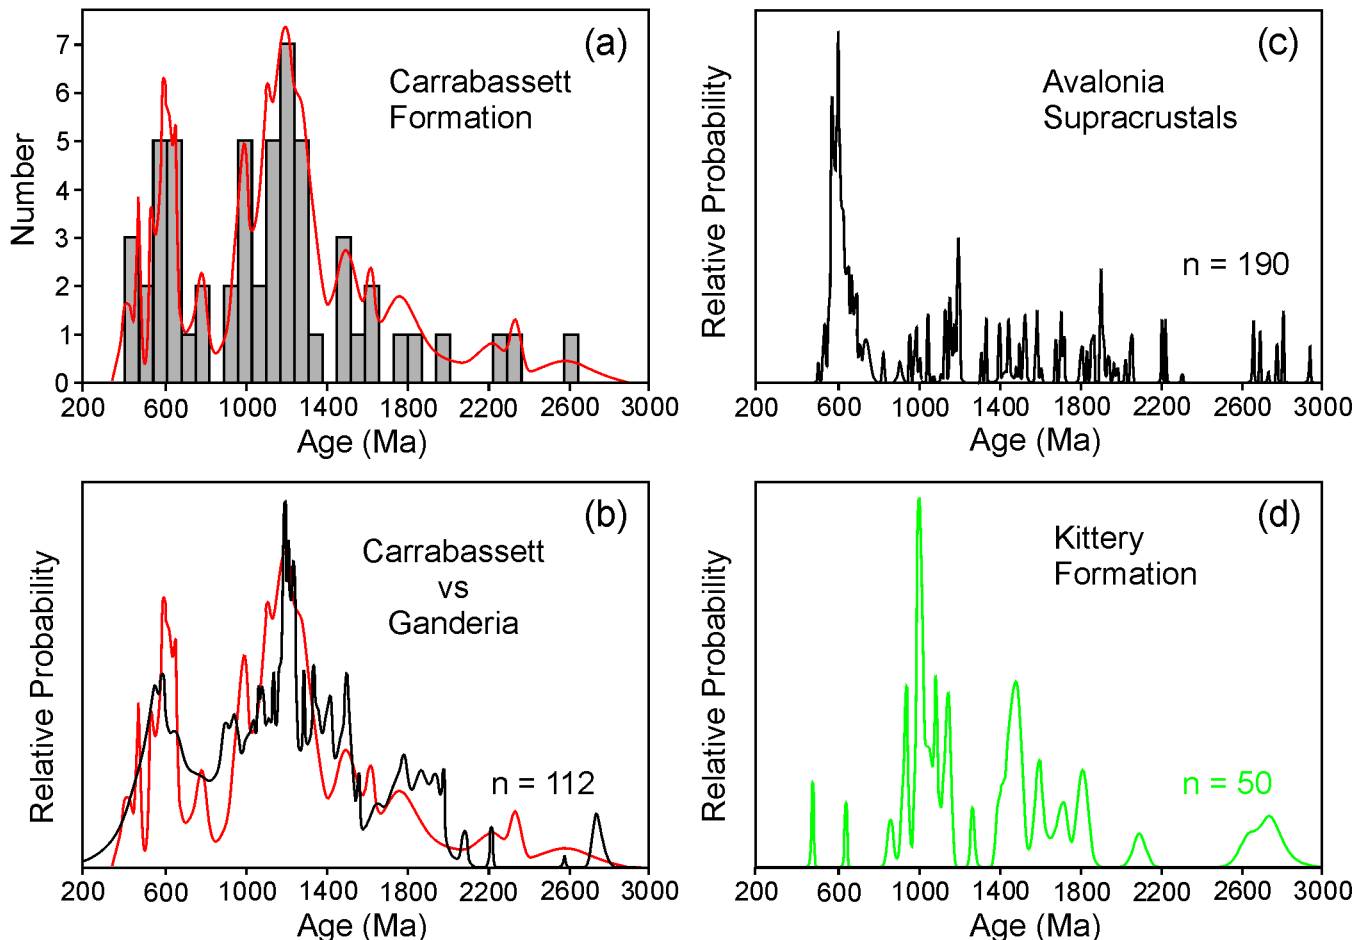 (a)
Carrabassett
Formation
Number
7
6
5
4
3
2
1
0
200 600 1000 1400 1800 2200 2600 3000
Age (Ma)
(c)
Avalonia
Supracrustals
Relative Probability
n = 190
200 600 1000 1400 1800 2200 2600 3000
Age (Ma)
(b)
Carrabassett
vs
Ganderia
Relative Probability
n = 112
200 600 1000 1400 1800 2200 2600 3000
Age (Ma)
(d)
Kittery
Formation
Relative Probability
n = 50
200 600 1000 1400 1800 2200 2600 3000
Age (Ma)